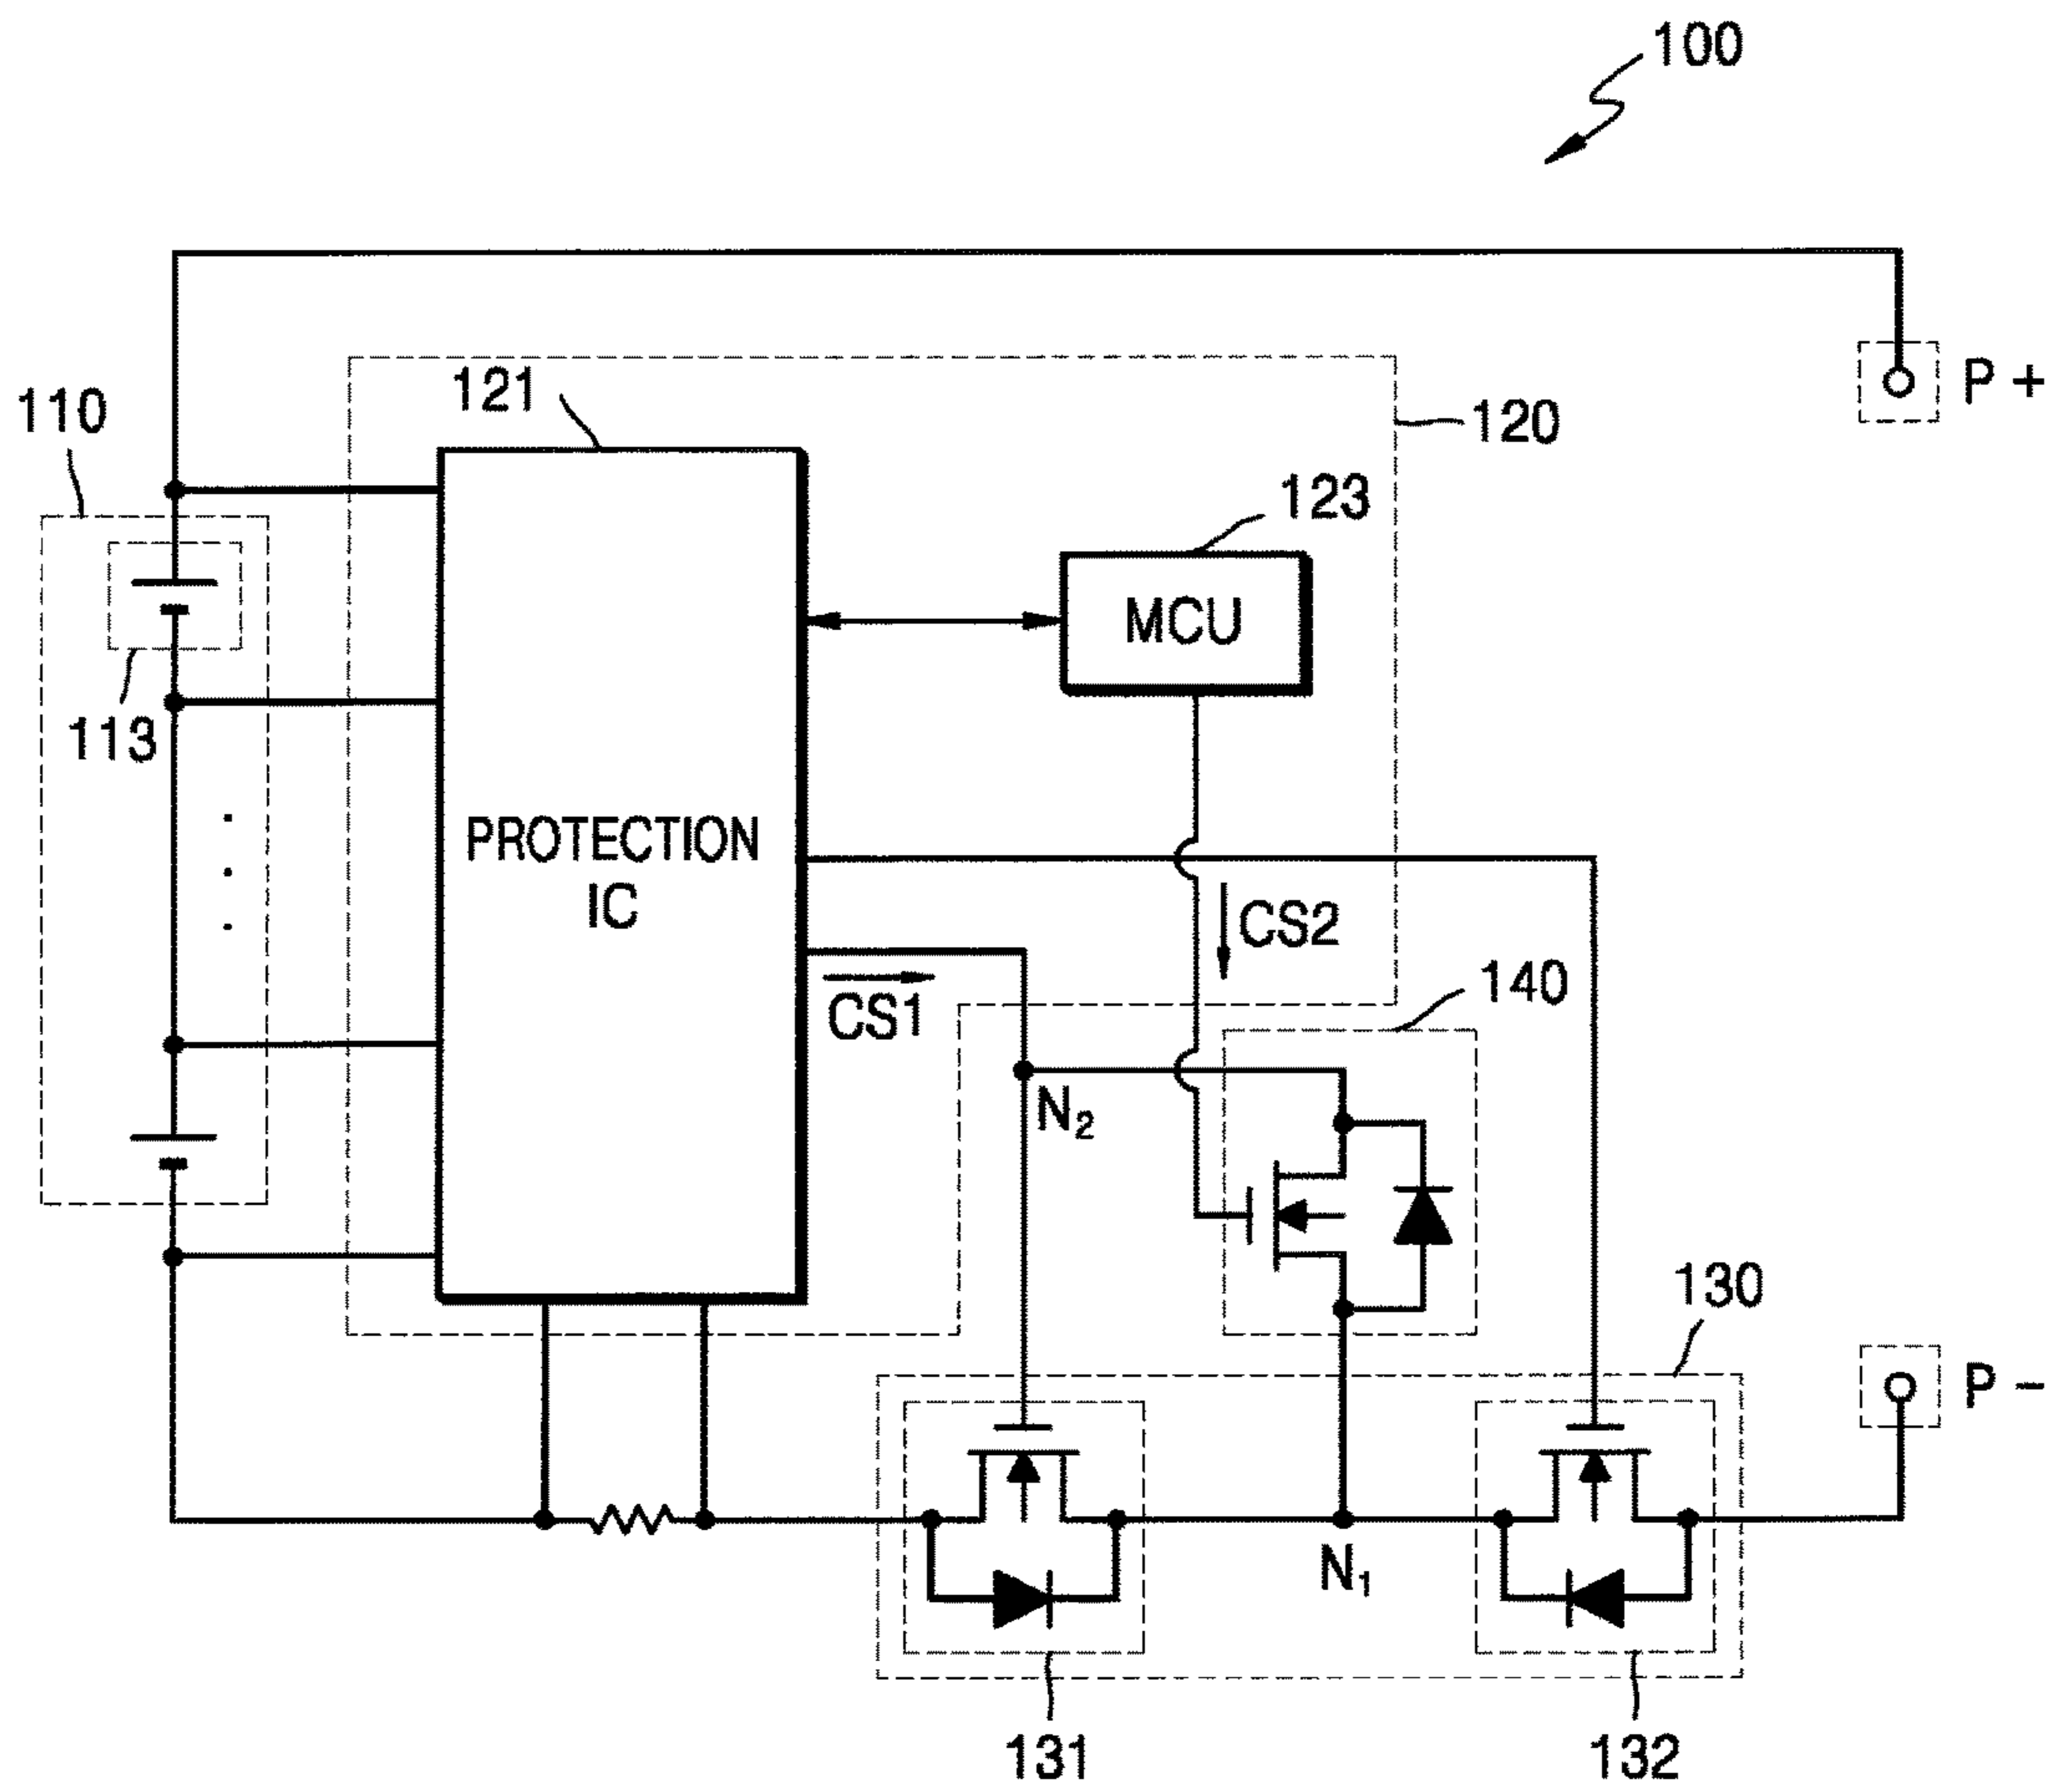 100
P +
110
121
120
123
MCU
113
PROTECTION
IC
CS2
CS1
140
N₂
130
P -
N₁
131
132